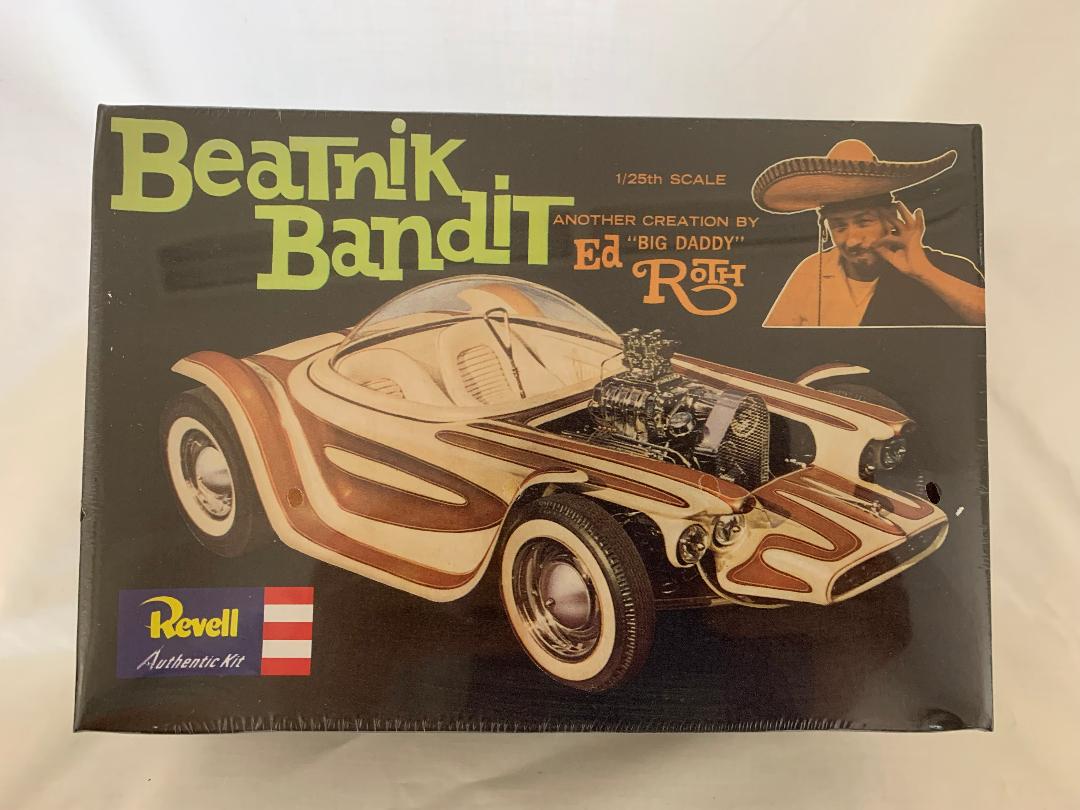 Beatnik
Bandit
1/25th SCALE
ANOTHER CREATION BY
Ed "BIG DADDY"
Roth
Revell
Authentic Kit